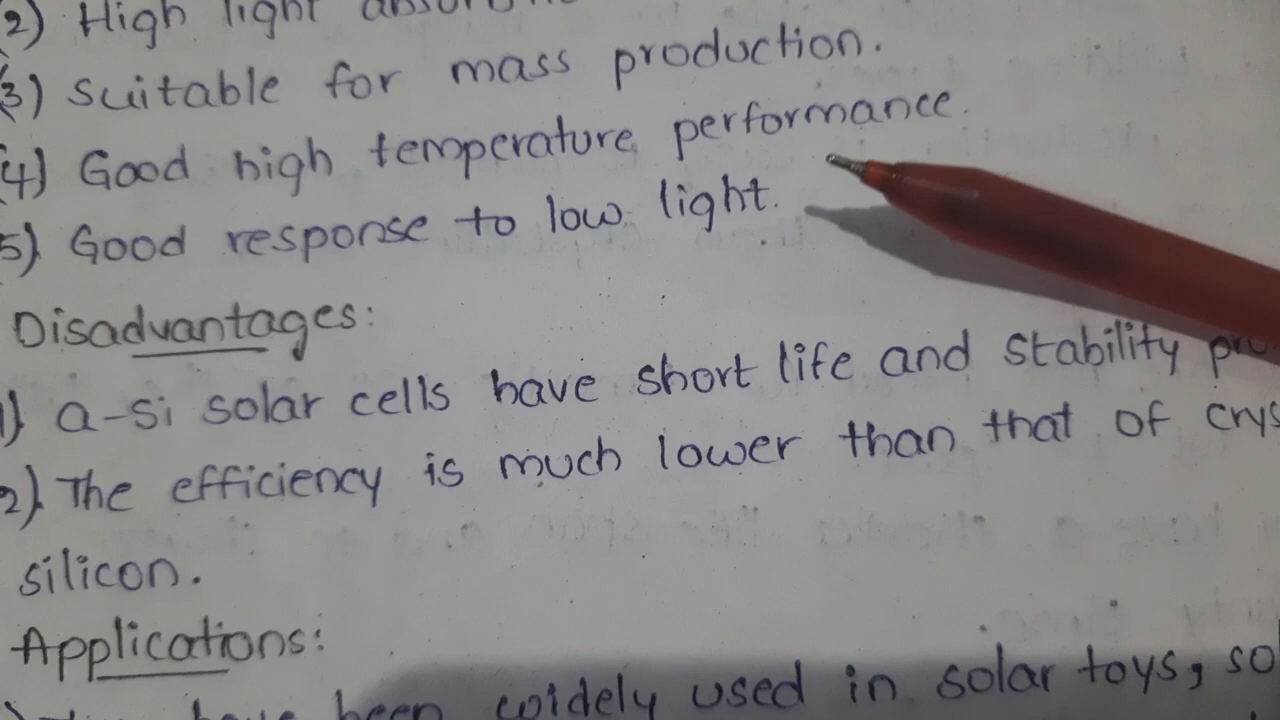 2) High light
(3) Suitable for mass production.
(4) Good high temperature performance.
5) Good response to low light.
Disadvantages:
1) a-si solar cells have short life and stability
2). The efficiency is much lower than that of
silicon.
Applications:
have been widely used in solar toys,